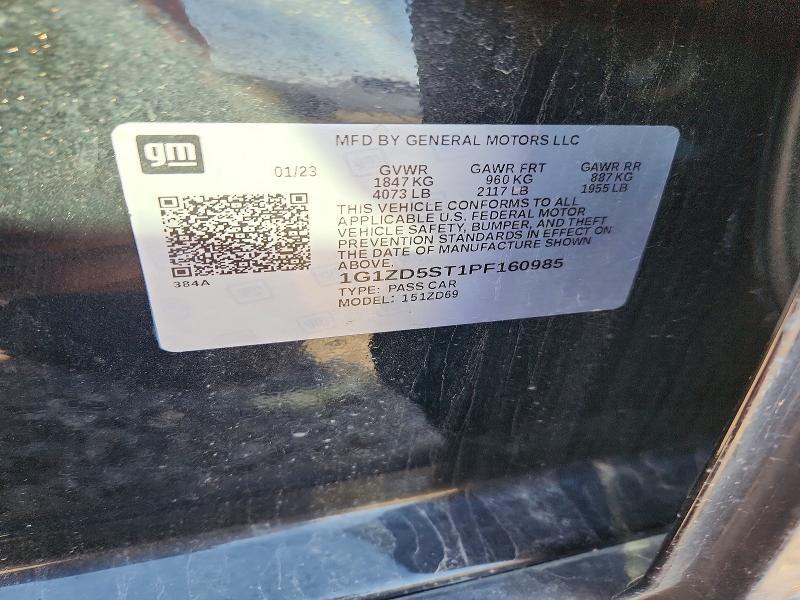 gm
MFD BY GENERAL MOTORS LLC
01/23
GVWR GAWR FRT GAWR RR
1847 KG 960 KG 887 KG
4073 LB 2117 LB 1955 LB
THIS VEHICLE CONFORMS TO ALL
APPLICABLE U.S. FEDERAL MOTOR
VEHICLE SAFETY, BUMPER, AND THEFT
PREVENTION STANDARDS IN EFFECT ON
THE DATE OF MANUFACTURE SHOWN
ABOVE.
1G1ZD5ST1PF160985
TYPE: PASS CAR
MODEL: 151ZD69
384A